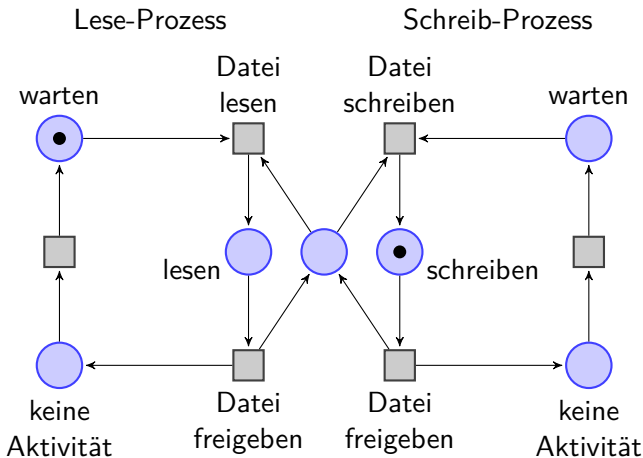 Lese-Prozess
Schreib-Prozess
Datei
lesen
Datei
schreiben
warten
warten
lesen
schreiben
keine
Aktivität
Datei
freigeben
Datei
freigeben
keine
Aktivität